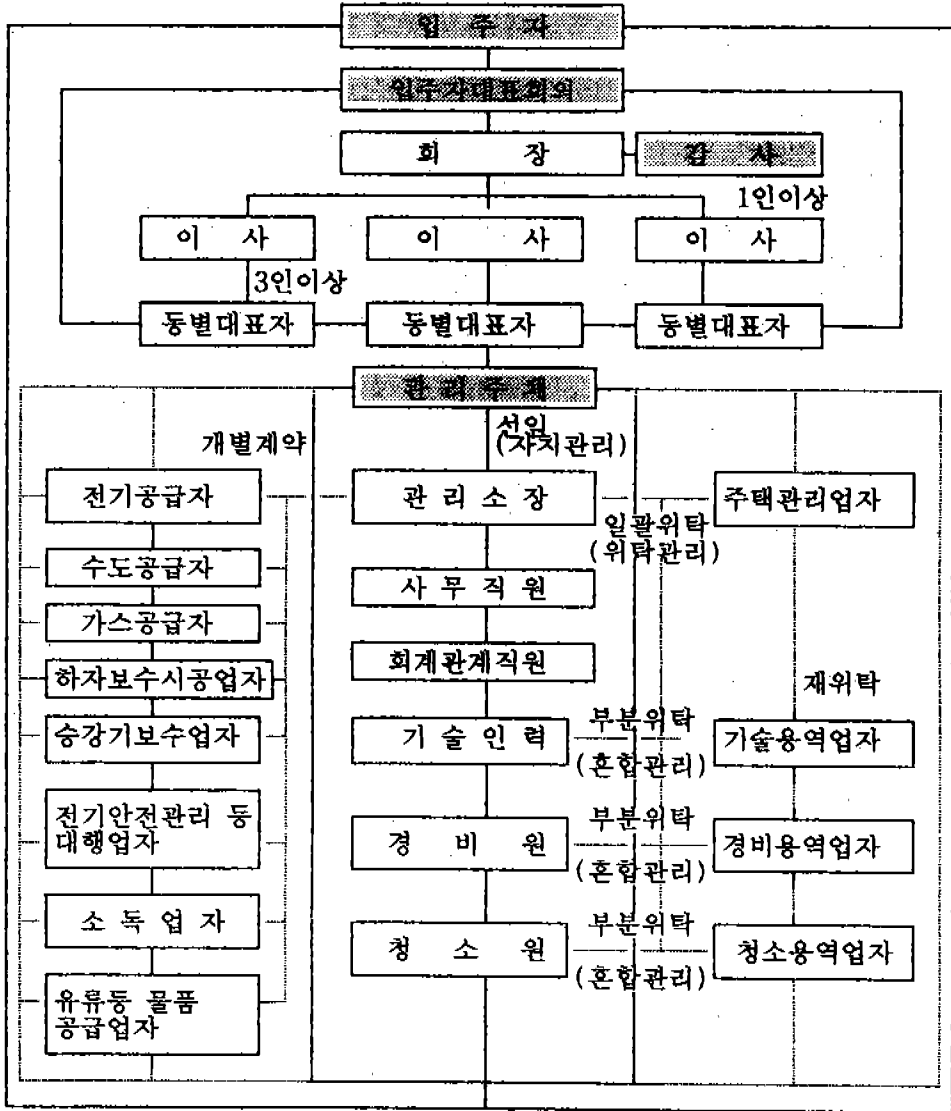 입 주 자
입주자대표회의
회 장
감 사
1인이상
이 사
이 사
이 사
3인이상
동별대표자
동별대표자
동별대표자
관 리 주 체
선임
(자치관리)
개별계약
전기공급자
관 리 소 장
주택관리업자
일괄위탁
(위탁관리)
수도공급자
사 무 직 원
가스공급자
회계관계직원
하자보수시공업자
재위탁
승강기보수업자
기 술 인 력
부분위탁
(혼합관리)
기술용역업자
전기안전관리 등
대행업자
경 비 원
부분위탁
(혼합관리)
경비용역업자
소 독 업 자
청 소 원
부분위탁
(혼합관리)
청소용역업자
유류등 물품
공급업자